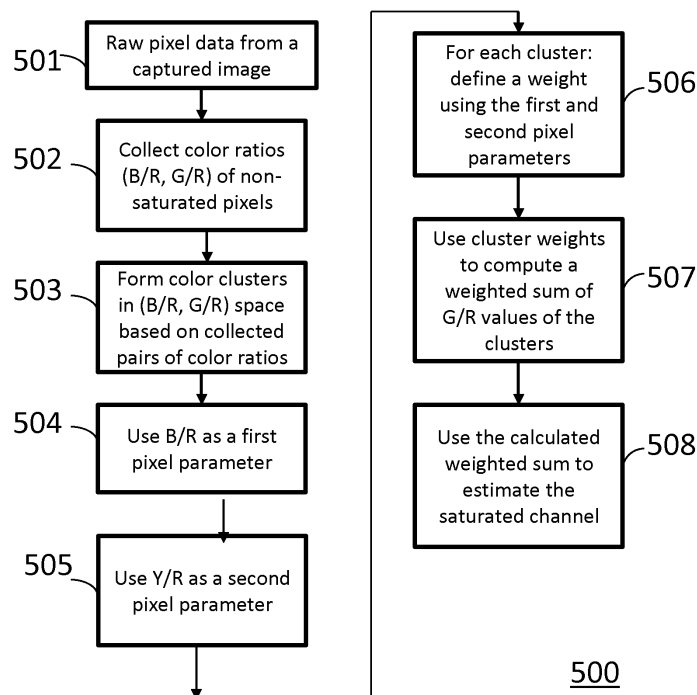 501
Raw pixel data from a
captured image
502
Collect color ratios
(B/R, G/R) of non-
saturated pixels
503
Form color clusters
in (B/R, G/R) space
based on collected
pairs of color ratios
504
Use B/R as a first
pixel parameter
505
Use Y/R as a second
pixel parameter
506
For each cluster:
define a weight
using the first and
second pixel
parameters
507
Use cluster weights
to compute a
weighted sum of
G/R values of the
clusters
508
Use the calculated
weighted sum to
estimate the
saturated channel
500